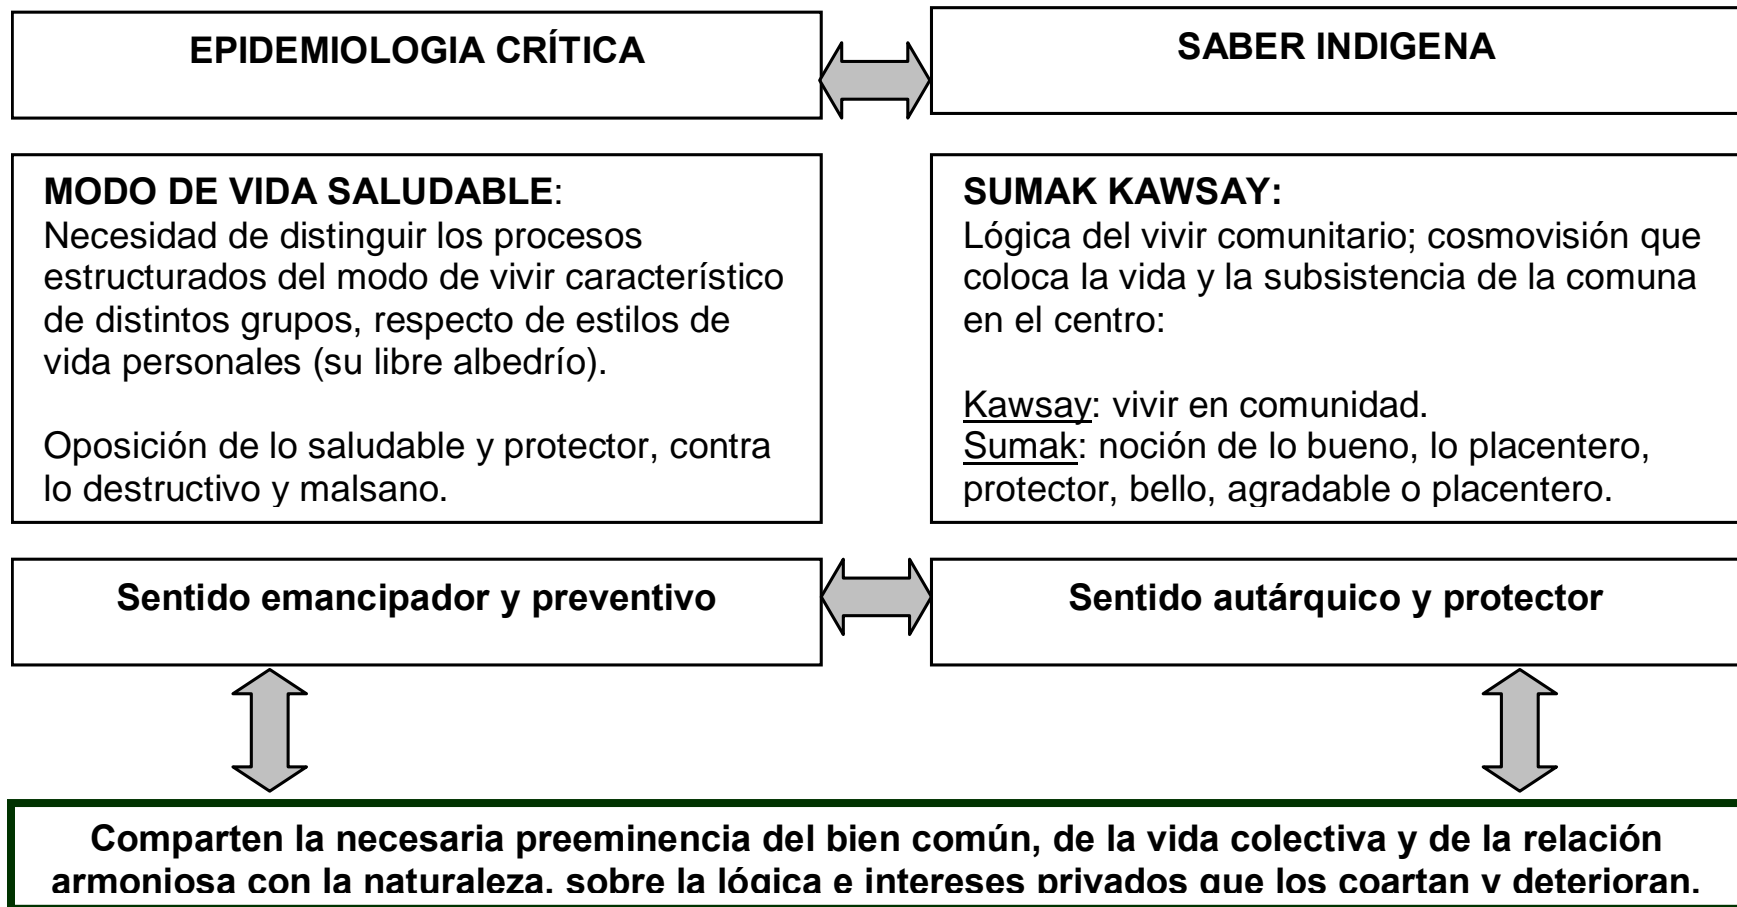 EPIDEMIOLOGIA CRÍTICA
SABER INDIGENA
MODO DE VIDA SALUDABLE:
Necesidad de distinguir los procesos
estructurados del modo de vivir característico
de distintos grupos, respecto de estilos de
vida personales (su libre albedrío).
Oposición de lo saludable y protector, contra
lo destructivo y malsano.
SUMAK KAWSAY:
Lógica del vivir comunitario; cosmovisión que
coloca la vida y la subsistencia de la comuna
en el centro:
Kawsay: vivir en comunidad.
Sumak: noción de lo bueno, lo placentero,
protector, bello, agradable o placentero.
Sentido emancipador y preventivo
Sentido autárquico y protector
Comparten la necesaria preeminencia del bien común, de la vida colectiva y de la relación
armoniosa con la naturaleza, sobre la lógica e intereses privados que los coartan y deterioran.